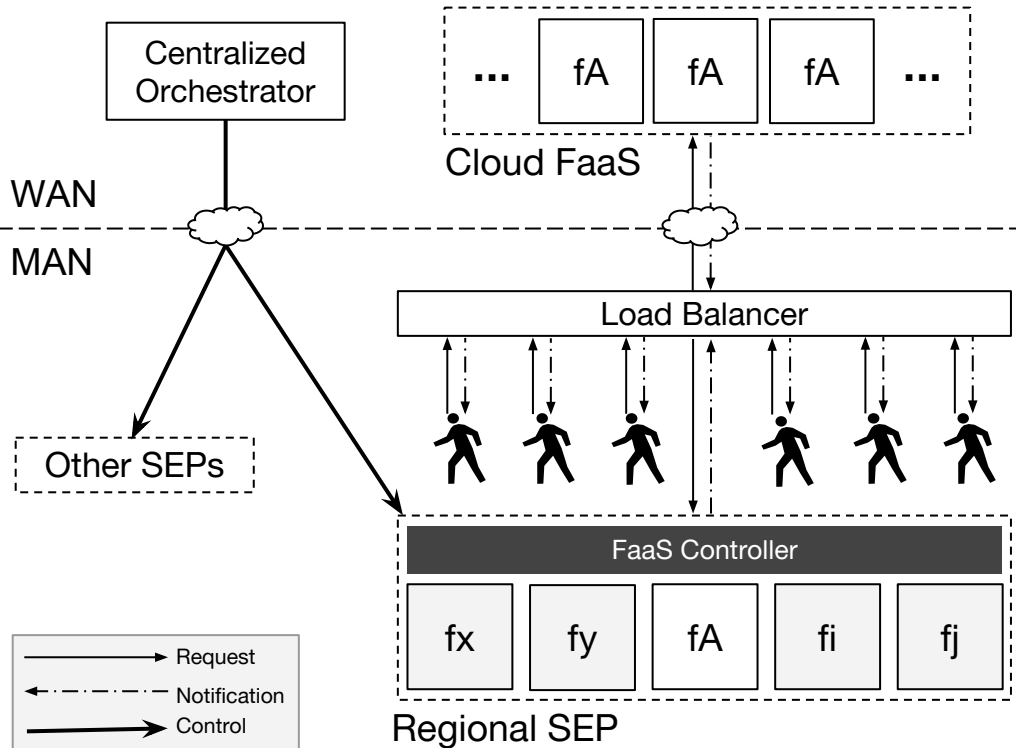 Centralized
Orchestrator
... fA fA fA ...
Cloud FaaS
WAN
MAN
Load Balancer
Other SEPs
FaaS Controller
fx fy fA fi fj
Regional SEP
Request
Notification
Control